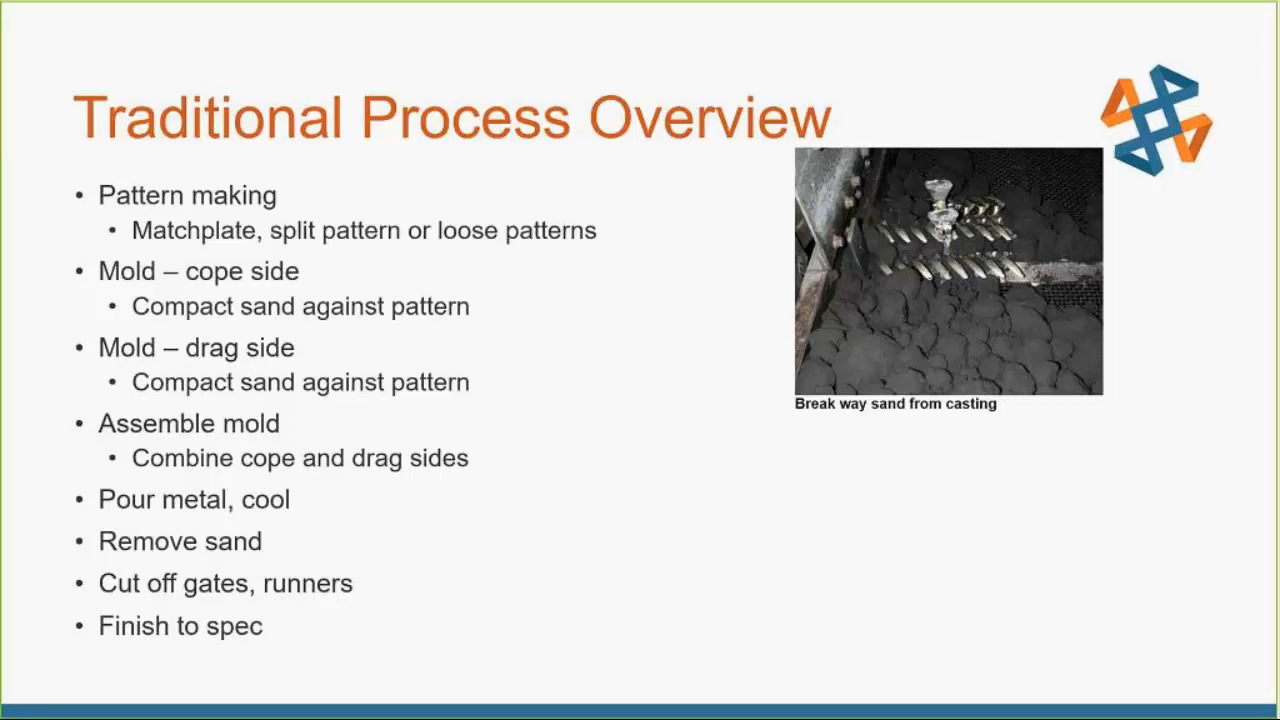 Traditional Process Overview
• Pattern making
• Matchplate, split pattern or loose patterns
• Mold – cope side
• Compact sand against pattern
• Mold – drag side
• Compact sand against pattern
• Assemble mold
• Combine cope and drag sides
• Pour metal, cool
• Remove sand
• Cut off gates, runners
• Finish to spec
Break way sand from casting